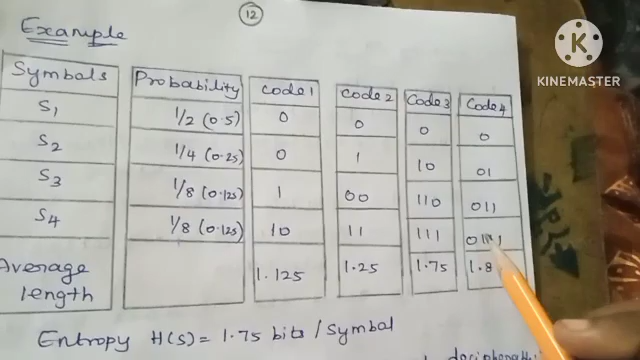 12
Example
KINEMASTER
Symbols Probability Code 1 Code 2 Code 3 Code 4
S1 1/2 (0.5) 0 0 0 0
S2 1/4 (0.25) 0 1 10 01
S3 1/8 (0.125) 1 00 110 011
S4 1/8 (0.125) 10 11 111
Average length 1.125 1.25 1.75 1.8
Entropy H(S) = 1.75 bits / Symbol